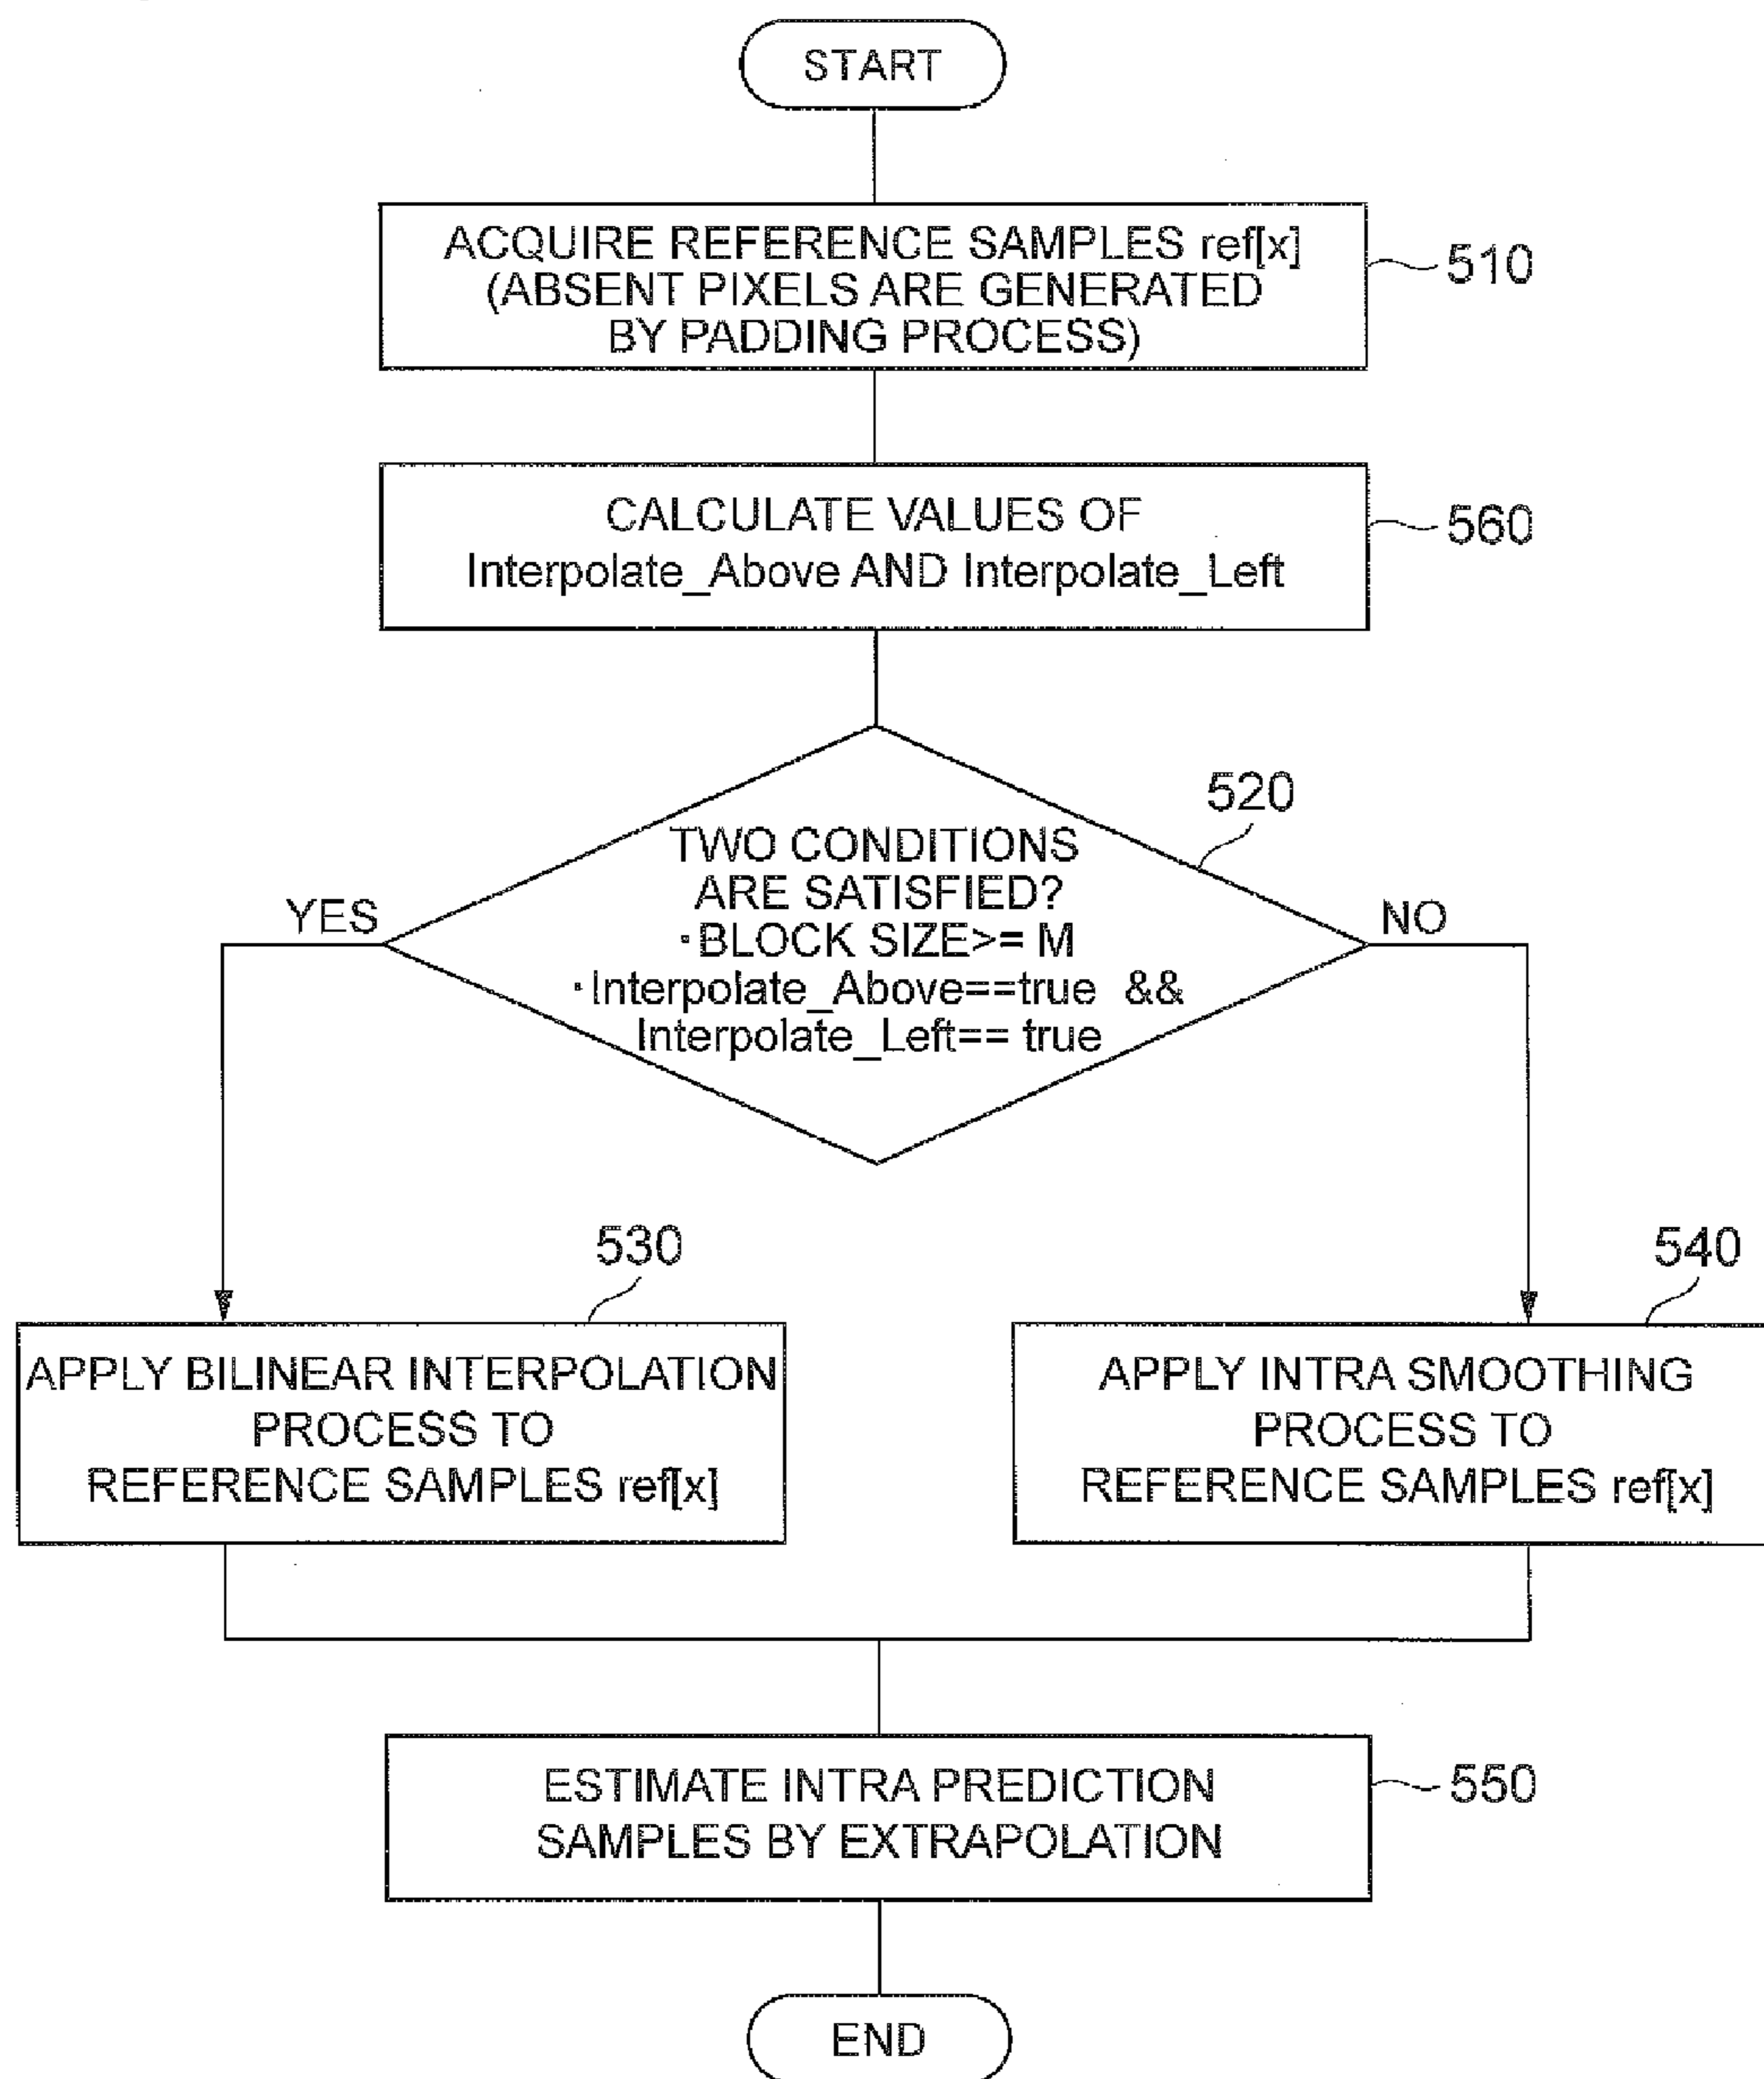 START
ACQUIRE REFERENCE SAMPLES ref[x]
(ABSENT PIXELS ARE GENERATED
BY PADDING PROCESS)
510
CALCULATE VALUES OF
Interpolate_Above AND Interpolate_Left
560
520
TWO CONDITIONS
ARE SATISFIED?
・BLOCK SIZE>= M
・Interpolate_Above==true &&
Interpolate_Left== true
YES
NO
530
APPLY BILINEAR INTERPOLATION
PROCESS TO
REFERENCE SAMPLES ref[x]
540
APPLY INTRA SMOOTHING
PROCESS TO
REFERENCE SAMPLES ref[x]
ESTIMATE INTRA PREDICTION
SAMPLES BY EXTRAPOLATION
550
END